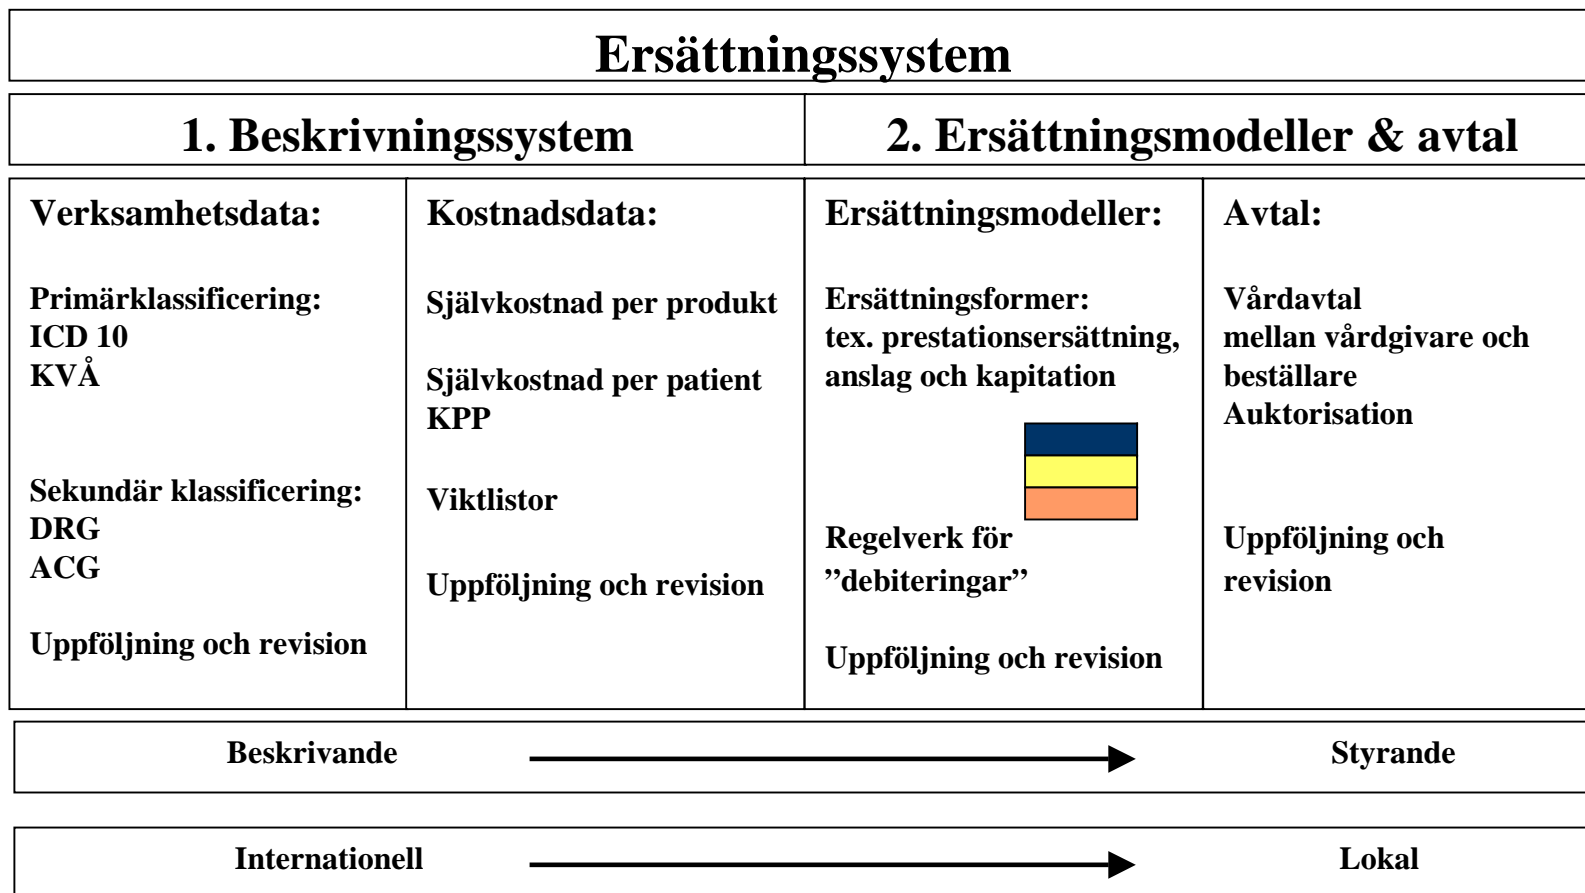 Ersättningssystem
1. Beskrivningssystem
2. Ersättningsmodeller & avtal
Verksamhetsdata:
Primärklassificering:
ICD 10
KVÅ
Sekundär klassificering:
DRG
ACG
Uppföljning och revision
Kostnadsdata:
Självkostnad per produkt
Självkostnad per patient
KPP
Viktlistor
Uppföljning och revision
Ersättningsmodeller:
Ersättningsformer:
tex. prestationsersättning,
anslag och kapitation
Regelverk för
”debiteringar”
Uppföljning och revision
Avtal:
Vårdavtal
mellan vårdgivare och
beställare
Auktorisation
Uppföljning och
revision
Beskrivande
Styrande
Internationell
Lokal